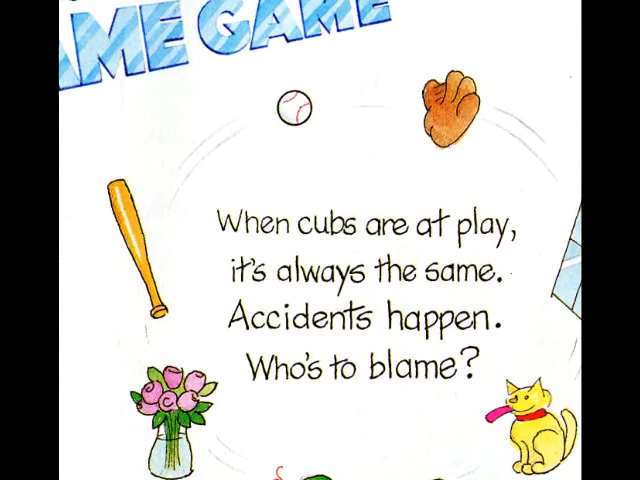 AME GAME
When cubs are at play,
it's always the same.
Accidents happen.
Who's to blame?